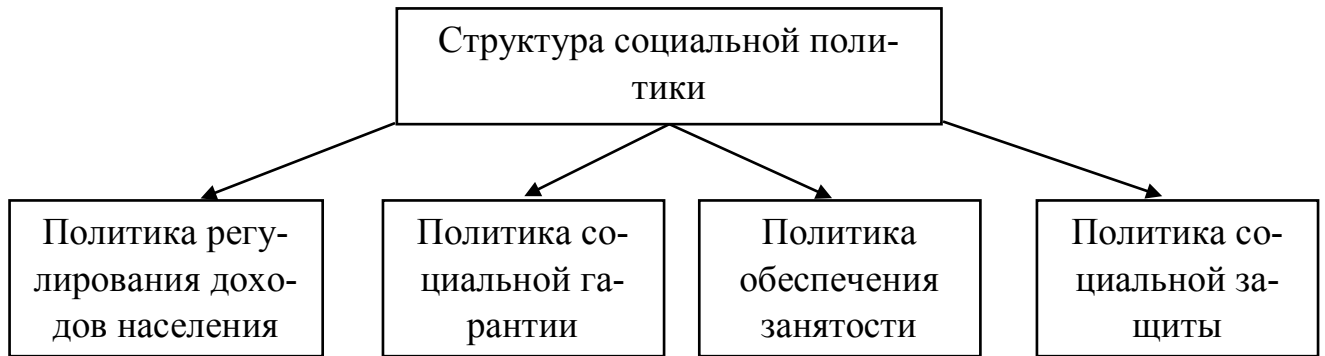 Структура социальной поли-
тики
Политика регу-
лирования дохо-
дов населения
Политика со-
циальной га-
рантии
Политика
обеспечения
занятости
Политика со-
циальной за-
щиты